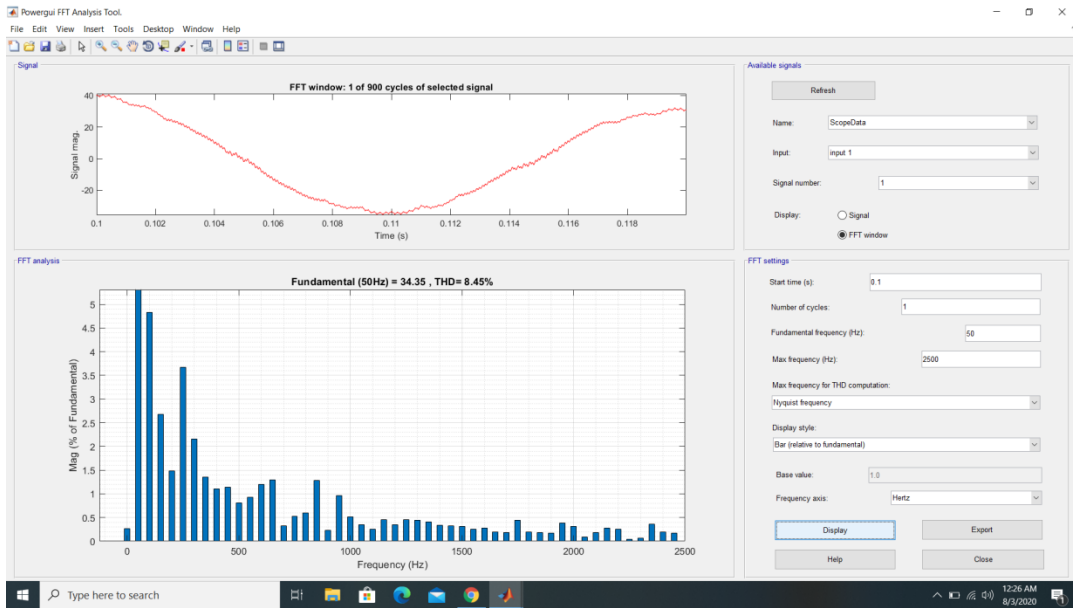 Powergui FFT Analysis Tool.
File Edit View Insert Tools Desktop Window Help
Signal
FFT window: 1 of 900 cycles of selected signal
40
20
0
-20
Signal mag.
0.1 0.102 0.104 0.106 0.108 0.11 0.112 0.114 0.116 0.118
Time (s)
FFT analysis
Fundamental (50Hz) = 34.35 , THD= 8.45%
5
4.5
4
3.5
3
2.5
2
1.5
1
0.5
0
Mag (% of Fundamental)
0 500 1000 1500 2000 2500
Frequency (Hz)
Available signals
Refresh
Name: ScopeData
Input: input 1
Signal number: 1
Display: Signal
FFT window
FFT settings
Start time (s): 0.1
Number of cycles: 1
Fundamental frequency (Hz): 50
Max frequency (Hz): 2500
Max frequency for THD computation:
Nyquist frequency
Display style:
Bar (relative to fundamental)
Base value: 1.0
Frequency axis: Hertz
Display Export
Help Close
Type here to search
12:26 AM
8/3/2020